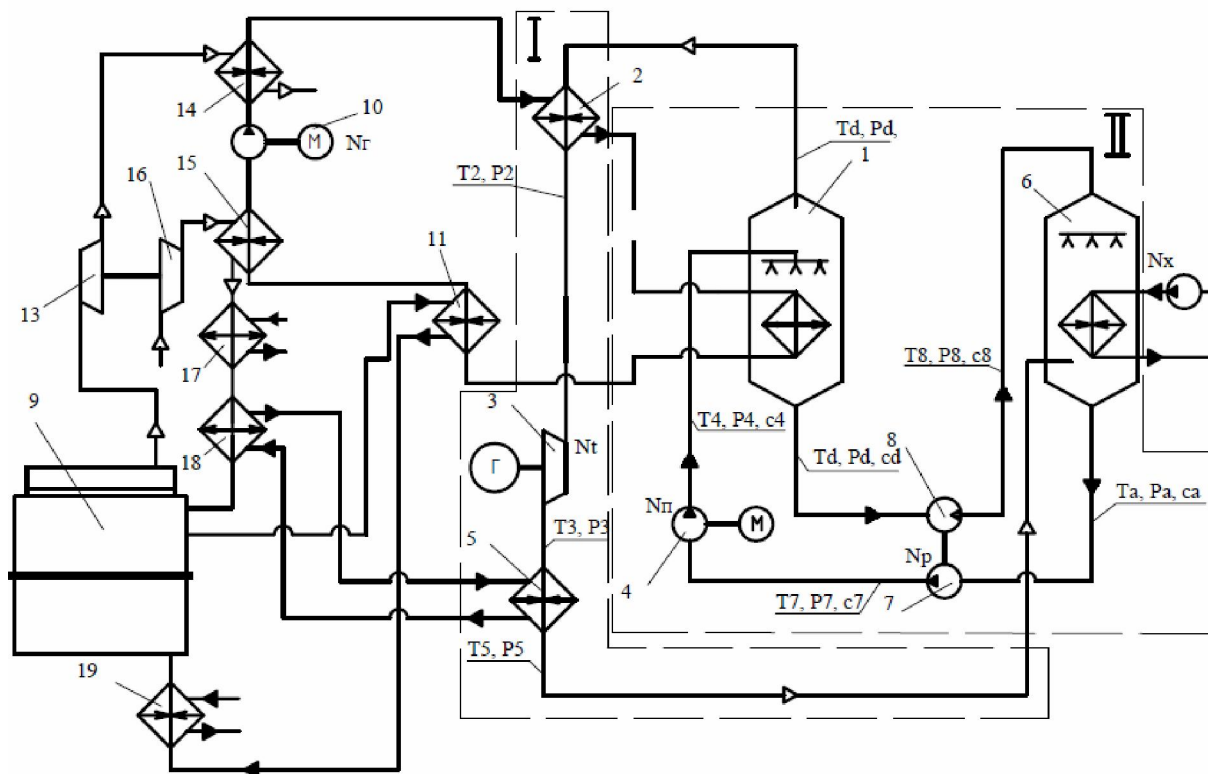 I
II
2
14
10
М
Nг
15
16
13
11
17
18
9
19
Td, Pd,
1
T2, P2
6
Nx
3
Nt
Г
T4, P4, c4
T8, P8, c8
Td, Pd, cd
8
Ta, Pa, ca
Nп
М
4
T3, P3
5
Np
7
T7, P7, c7
T5, P5